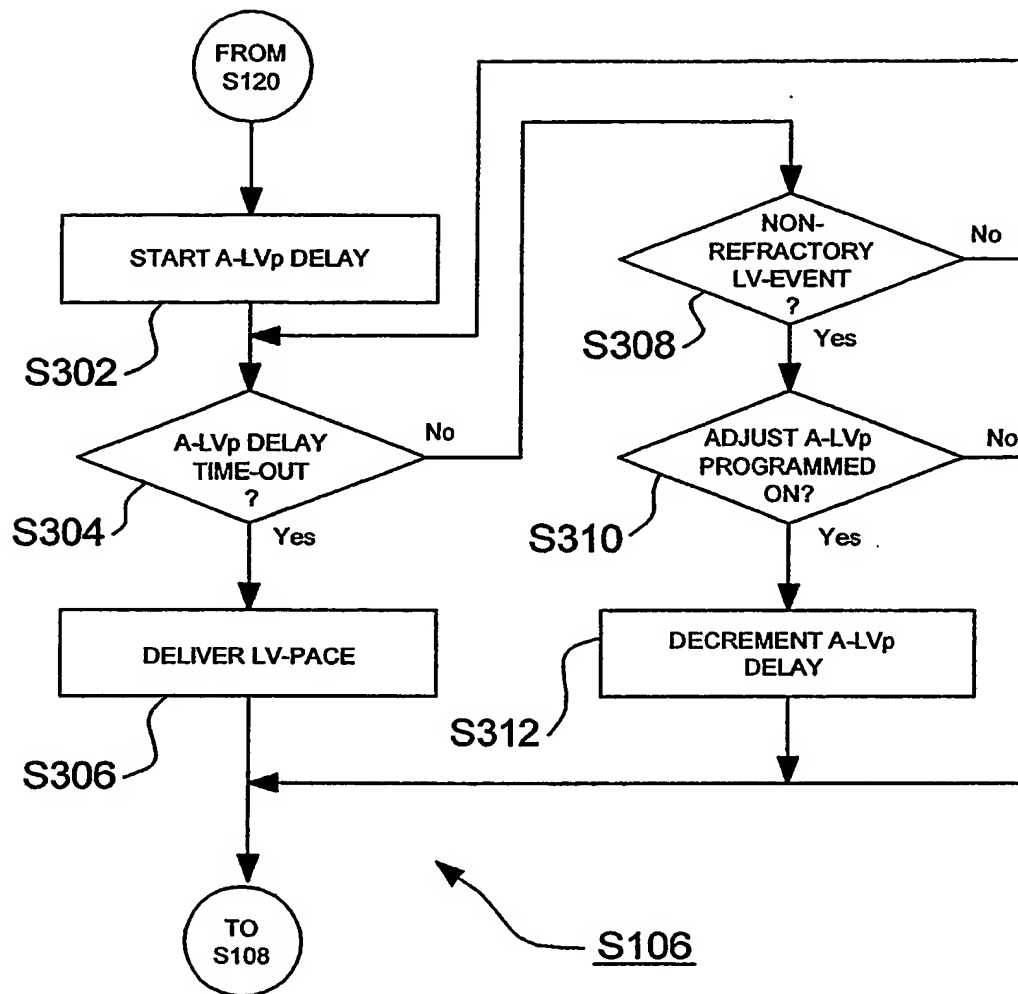 FROM
S120
START A-LVp DELAY
S302
A-LVp DELAY
TIME-OUT
?
No
S304
Yes
DELIVER LV-PACE
S306
TO
S108
NON-
REFRACTORY
LV-EVENT
?
No
S308
Yes
ADJUST A-LVp
PROGRAMMED
ON?
No
S310
Yes
DECREMENT A-LVp
DELAY
S312
S106